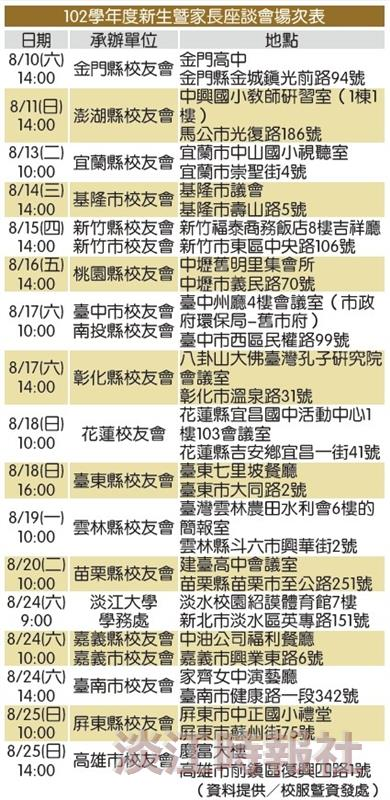 102學年度新生暨家長座談會場次表
日期 承辦單位 地點
8/10(六) 14:00 金門縣校友會 金門高中
金門縣金城鎮光前路94號
8/11(日) 14:00 澎湖縣校友會 中興國小教師研習室（1棟1
樓）
馬公市光復路186號
8/13(二) 10:00 宜蘭縣校友會 宜蘭市中山國小視聽室
宜蘭市崇聖街4號
8/14(三) 14:00 基隆市校友會 基隆市議會
基隆市壽山路5號
8/15(四) 14:00 新竹縣校友會 新竹市校友會 新竹福泰商務飯店8樓吉祥廳
新竹市東區中央路106號
8/16(五) 14:00 桃園縣校友會 中壢舊明里集會所
中壢市義民路70號
8/17(六) 10:00 臺中市校友會 南投縣校友會 臺中州廳4樓會議室（市政
府環保局-舊市府）
臺中市西區民權路99號
8/17(六) 14:00 彰化縣校友會 八卦山大佛臺灣孔子研究院
會議室
彰化市溫泉路31號
8/18(日) 10:00 花蓮校友會 花蓮縣宜昌國中活動中心1
樓103會議室
花蓮縣吉安鄉宜昌一街41號
8/18(日) 16:00 臺東縣校友會 臺東七里坡餐廳
臺東市大同路2號
8/19(一) 10:00 雲林縣校友會 臺灣雲林農田水利會6樓的
簡報室
雲林縣斗六市興華街2號
8/20(二) 10:00 苗栗縣校友會 建臺高中會議室
苗栗縣苗栗市至公路251號
8/24(六) 9:00 淡江大學 學務處 淡水校園紹謨體育館7樓
新北市淡水區英專路151號
8/24(六) 10:00 嘉義縣校友會 嘉義市校友會 中油公司福利餐廳
嘉義市興業東路6號
8/24(六) 14:00 臺南市校友會 家齊女中演藝廳
臺南市健康路一段342號
8/25(日) 10:00 屏東縣校友會 屏東市中正國小禮堂
屏東市蘭州街75號
8/25(日) 14:00 高雄市校友會 慶富大樓
高雄市前鎮區復興四路1號
（資料提供／校服暨資發處）
淡江時報社